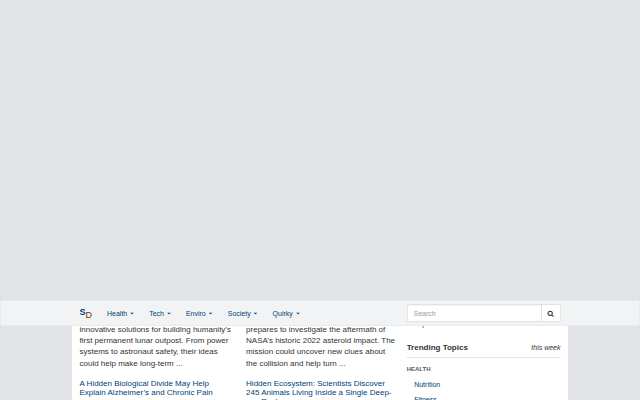 SD Health Tech Enviro Society Quirky Search
innovative solutions for building humanity's
first permanent lunar outpost. From power
systems to astronaut safety, their ideas
could help make long-term ...
A Hidden Biological Divide May Help
Explain Alzheimer's and Chronic Pain
prepares to investigate the aftermath of
NASA's historic 2022 asteroid impact. The
mission could uncover new clues about
the collision and help turn ...
Hidden Ecosystem: Scientists Discover
245 Animals Living Inside a Single Deep-
Trending Topics this week
HEALTH
Nutrition
Fitness